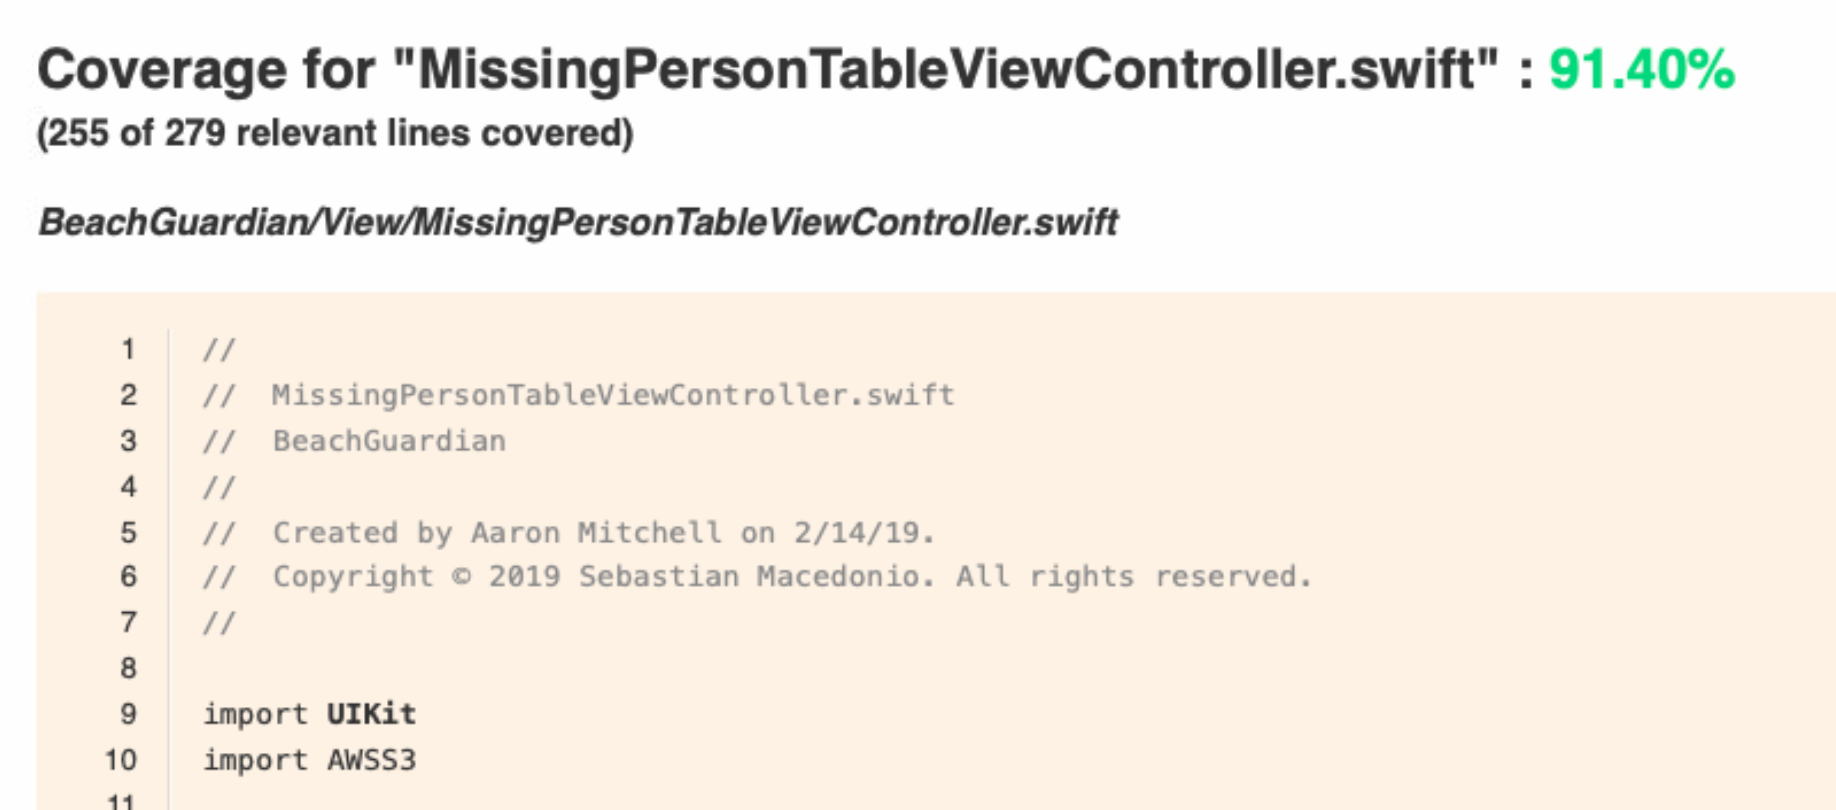 Coverage for "MissingPersonTableViewController.swift" : 91.40%
(255 of 279 relevant lines covered)
BeachGuardian/View/MissingPersonTableViewController.swift
1 //
2 //  MissingPersonTableViewController.swift
3 //  BeachGuardian
4 //
5 //  Created by Aaron Mitchell on 2/14/19.
6 //  Copyright © 2019 Sebastian Macedonio. All rights reserved.
7 //
8
9 import UIKit
10 import AWSS3
11